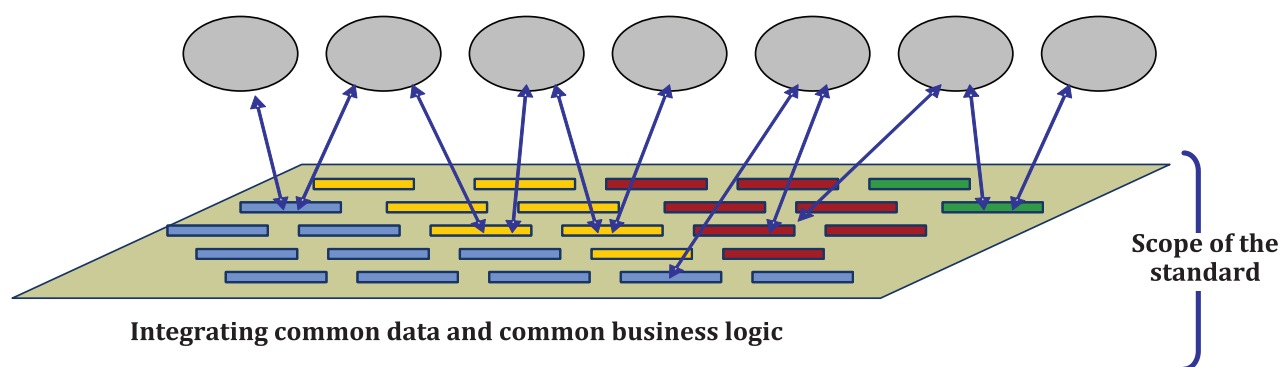 Scope of the
standard
Integrating common data and common business logic